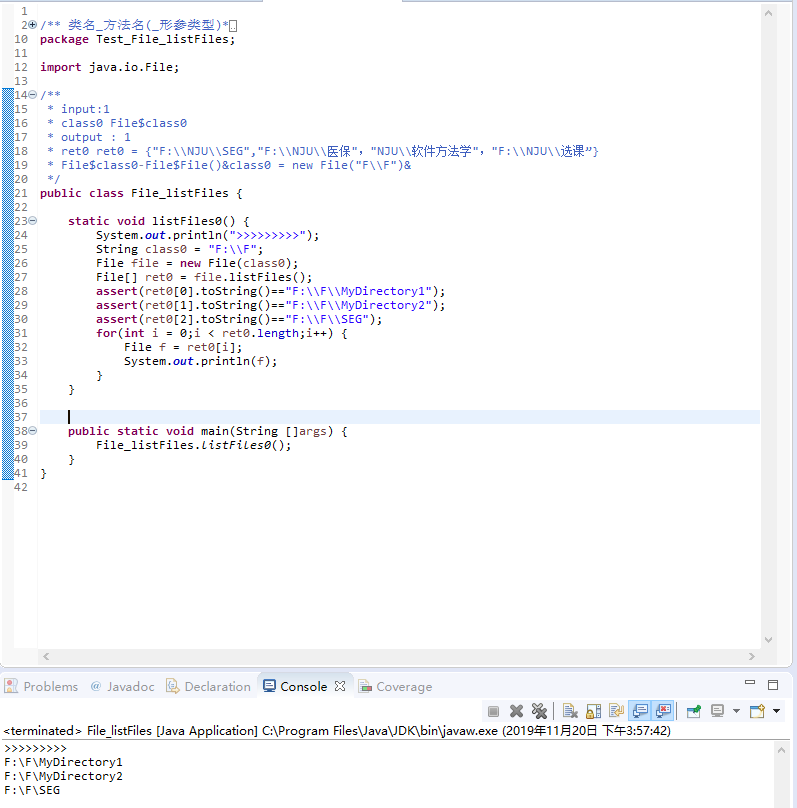 1
2 /** 类名_方法名(_形参类型)*
10 package Test_File_listFiles;
11
12 import java.io.File;
13
14 /**
15  * input:1
16  * class0 File$class0
17  * output : 1
18  * ret0 ret0 = {"F:\\NJU\\SEG","F:\\NJU\\医保", "NJU\\软件方法学", "F:\\NJU\\选课”}
19  * File$class0-File$File()&class0 = new File("F\\F")&
20  */
21 public class File_listFiles {
22
23     static void listFiles0() {
24         System.out.println(">>>>>>>>>");
25         String class0 = "F:\\F";
26         File file = new File(class0);
27         File[] ret0 = file.listFiles();
28         assert(ret0[0].toString()=="F:\\F\\MyDirectory1");
29         assert(ret0[1].toString()=="F:\\F\\MyDirectory2");
30         assert(ret0[2].toString()=="F:\\F\\SEG");
31         for(int i = 0;i < ret0.length;i++) {
32             File f = ret0[i];
33             System.out.println(f);
34         }
35     }
36
37
38     public static void main(String []args) {
39         File_listFiles.listFiles0();
40     }
41 }
42
Problems @ Javadoc Declaration Console Coverage
<terminated> File_listFiles [Java Application] C:\Program Files\Java\JDK\bin\javaw.exe (2019年11月20日 下午3:57:42)
>>>>>>>>>
F:\F\MyDirectory1
F:\F\MyDirectory2
F:\F\SEG